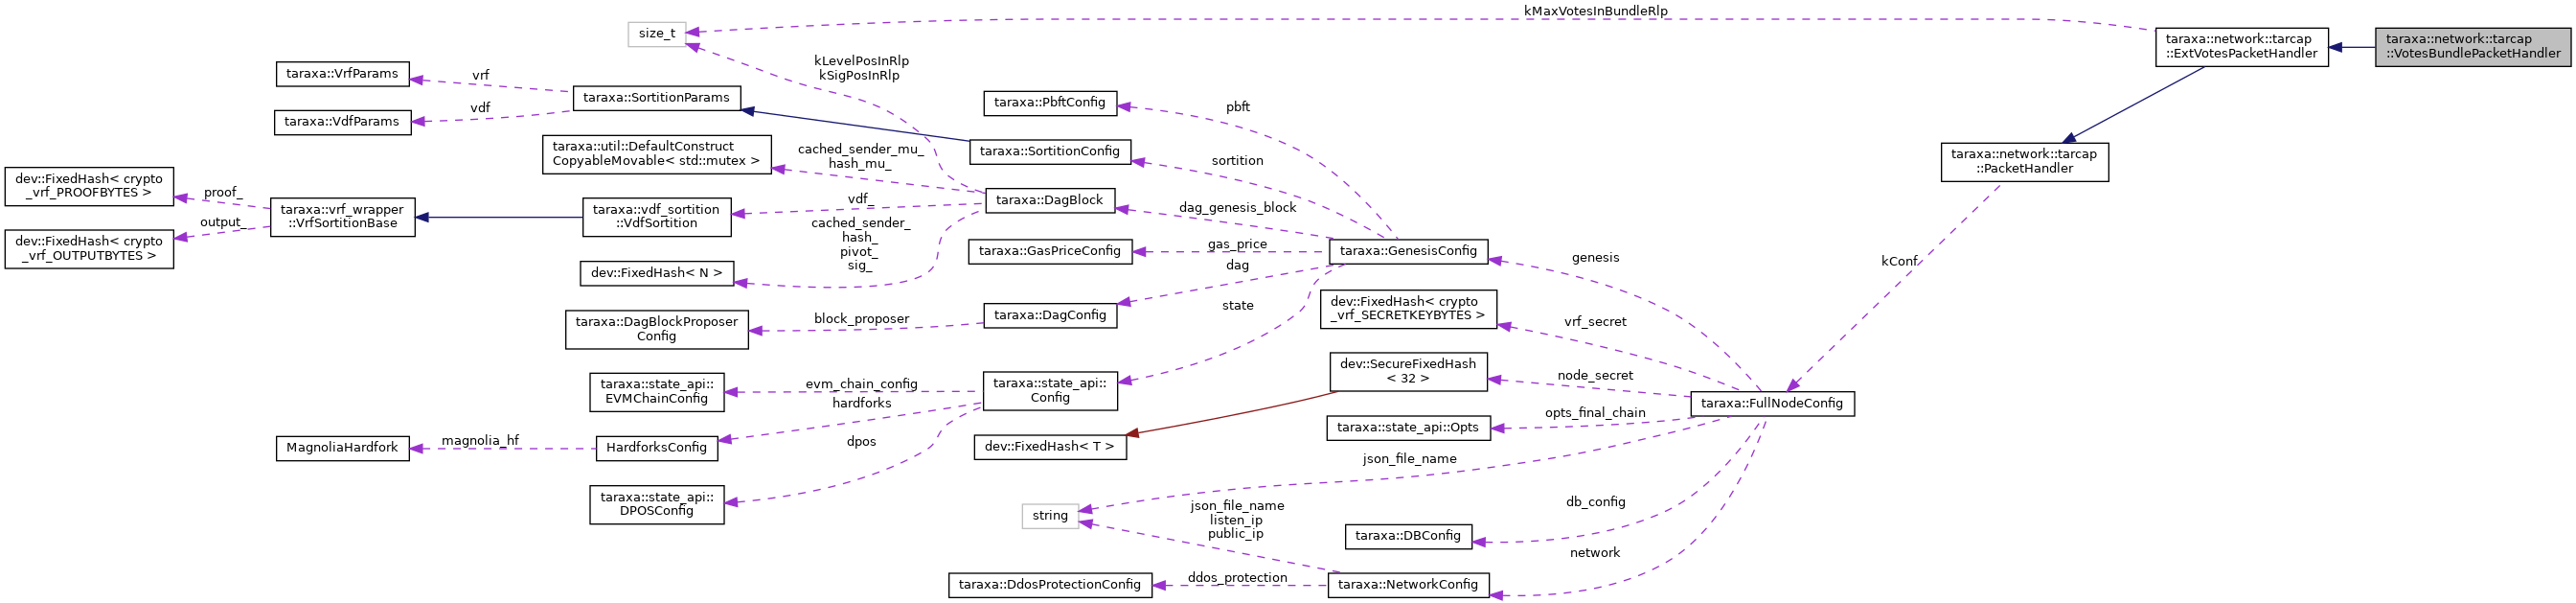 kMaxVotesInBundleRlp
size_t
taraxa::network::tarcap
::ExtVotesPacketHandler
taraxa::network::tarcap
::VotesBundlePacketHandler
kLevelPosInRlp
kSigPosInRlp
taraxa::VrfParams
vrf
taraxa::SortitionParams
vdf
taraxa::VdfParams
taraxa::PbftConfig
pbft
taraxa::util::DefaultConstruct
CopyableMovable< std::mutex >
cached_sender_mu_
hash_mu_
taraxa::SortitionConfig
sortition
taraxa::network::tarcap
::PacketHandler
dev::FixedHash< crypto
_vrf_PROOFBYTES >
proof_
taraxa::vrf_wrapper
::VrfSortitionBase
output_
dev::FixedHash< crypto
_vrf_OUTPUTBYTES >
taraxa::vdf_sortition
::VdfSortition
vdf_
taraxa::DagBlock
dag_genesis_block
cached_sender_
hash_
pivot_
sig_
dev::FixedHash< N >
taraxa::GasPriceConfig
gas_price
taraxa::GenesisConfig
genesis
kConf
dag
state
taraxa::DagConfig
block_proposer
taraxa::DagBlockProposer
Config
dev::FixedHash< crypto
_vrf_SECRETKEYBYTES >
vrf_secret
dev::SecureFixedHash
< 32 >
node_secret
taraxa::FullNodeConfig
taraxa::state_api::
EVMChainConfig
evm_chain_config
hardforks
taraxa::state_api::
Config
taraxa::state_api::Opts
opts_final_chain
MagnoliaHardfork
magnolia_hf
HardforksConfig
dpos
dev::FixedHash< T >
json_file_name
taraxa::state_api::
DPOSConfig
string
json_file_name
listen_ip
public_ip
db_config
taraxa::DBConfig
network
taraxa::DdosProtectionConfig
ddos_protection
taraxa::NetworkConfig